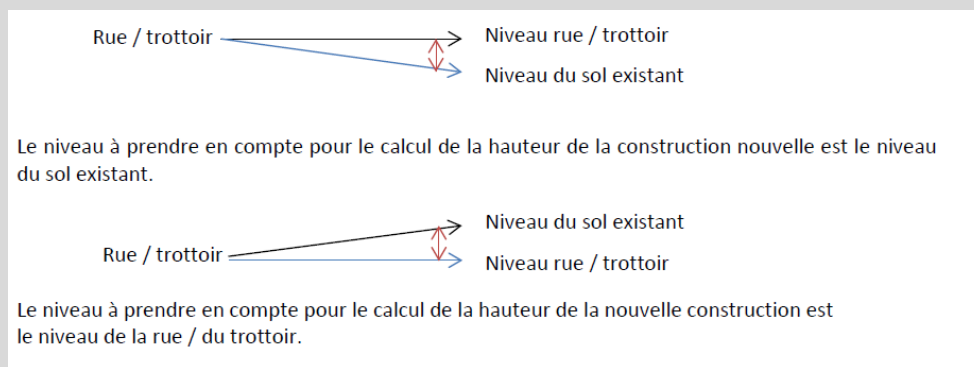 Rue / trottoir
Niveau rue / trottoir
Niveau du sol existant
Le niveau à prendre en compte pour le calcul de la hauteur de la construction nouvelle est le niveau
du sol existant.
Niveau du sol existant
Rue / trottoir
Niveau rue / trottoir
Le niveau à prendre en compte pour le calcul de la hauteur de la nouvelle construction est
le niveau de la rue / du trottoir.